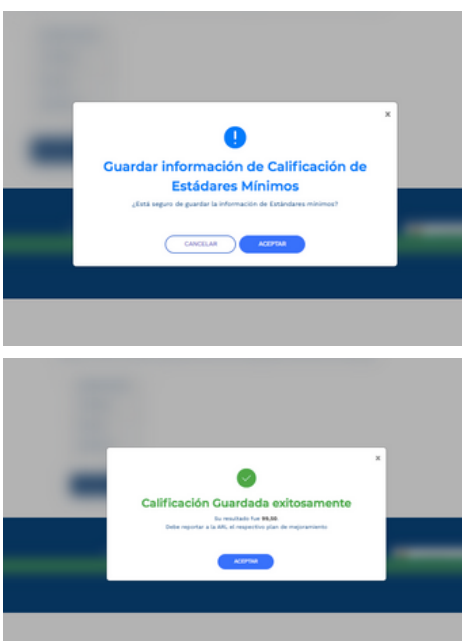 x
Guardar información de Calificación de
Estádares Mínimos
¿Está seguro de guardar la información de Estándares mínimos?
CANCELAR ACEPTAR
x
Calificación Guardada exitosamente
Su resultado fue 99,50
Debe reportar a la ARL el respectivo plan de mejoramiento
ACEPTAR